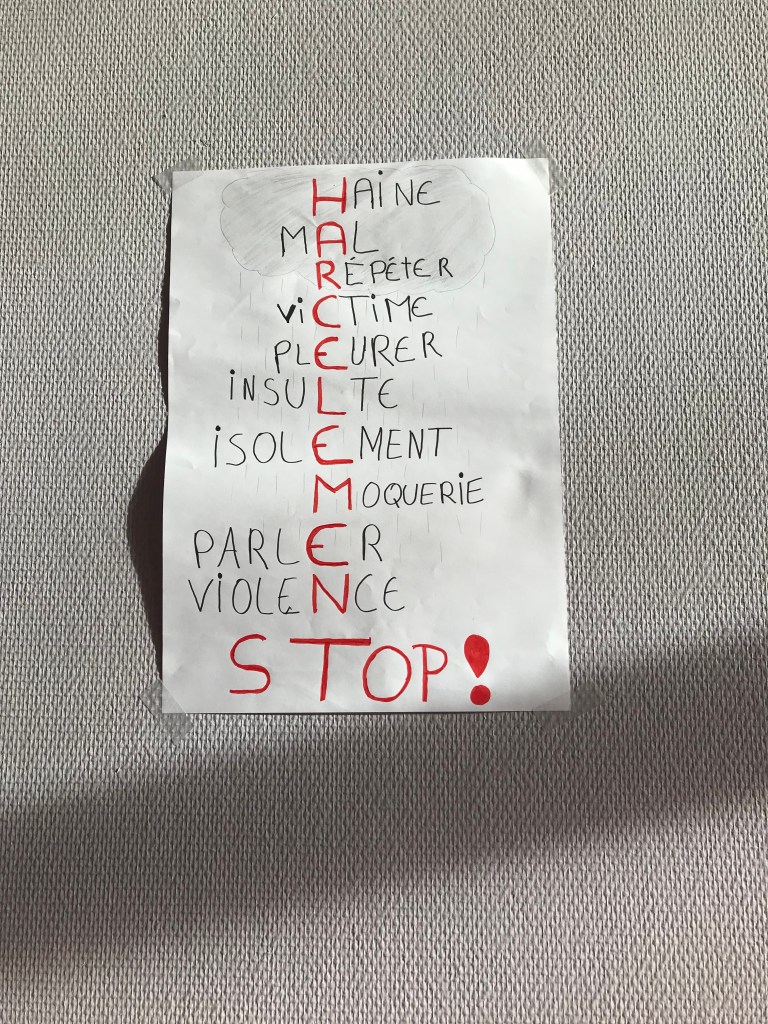 HAINE
MAL
RÉPÉTER
VICTIME
PLEURER
INSULTE
ISOLEMENT
MOQUERIE
PARLER
VIOLENCE
STOP!